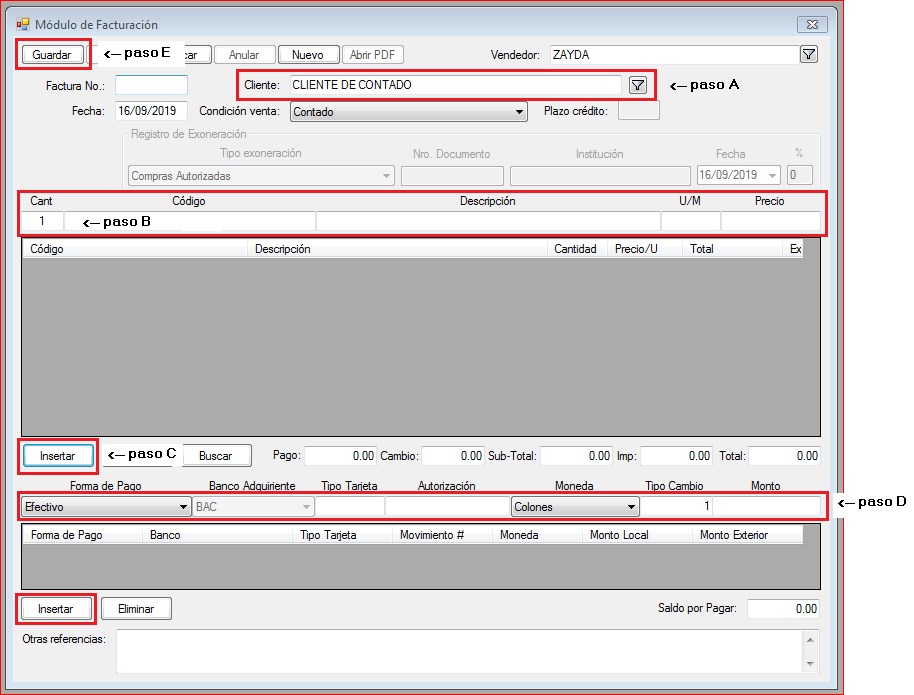 Módulo de Facturación
Guardar <-- paso E car Anular Nuevo Abrir PDF Vendedor: ZAYDA
Factura No.: Cliente: CLIENTE DE CONTADO <-- paso A
Fecha: 16/09/2019 Condición venta: Contado Plazo crédito:
Registro de Exoneración
Tipo exoneración Nro. Documento Institución Fecha %
Compras Autorizadas 16/09/2019 0
Cant Código Descripción U/M Precio
1 <-- paso B
Código Descripción Cantidad Precio/U Total Ex
Insertar <-- paso C Buscar Pago: 0.00 Cambio: 0.00 Sub-Total: 0.00 Imp: 0.00 Total: 0.00
Forma de Pago Banco Adquiriente Tipo Tarjeta Autorización Moneda Tipo Cambio Monto
Efectivo BAC Colones 1 <-- paso D
Forma de Pago Banco Tipo Tarjeta Movimiento # Moneda Monto Local Monto Exterior
Insertar Eliminar Saldo por Pagar: 0.00
Otras referencias: